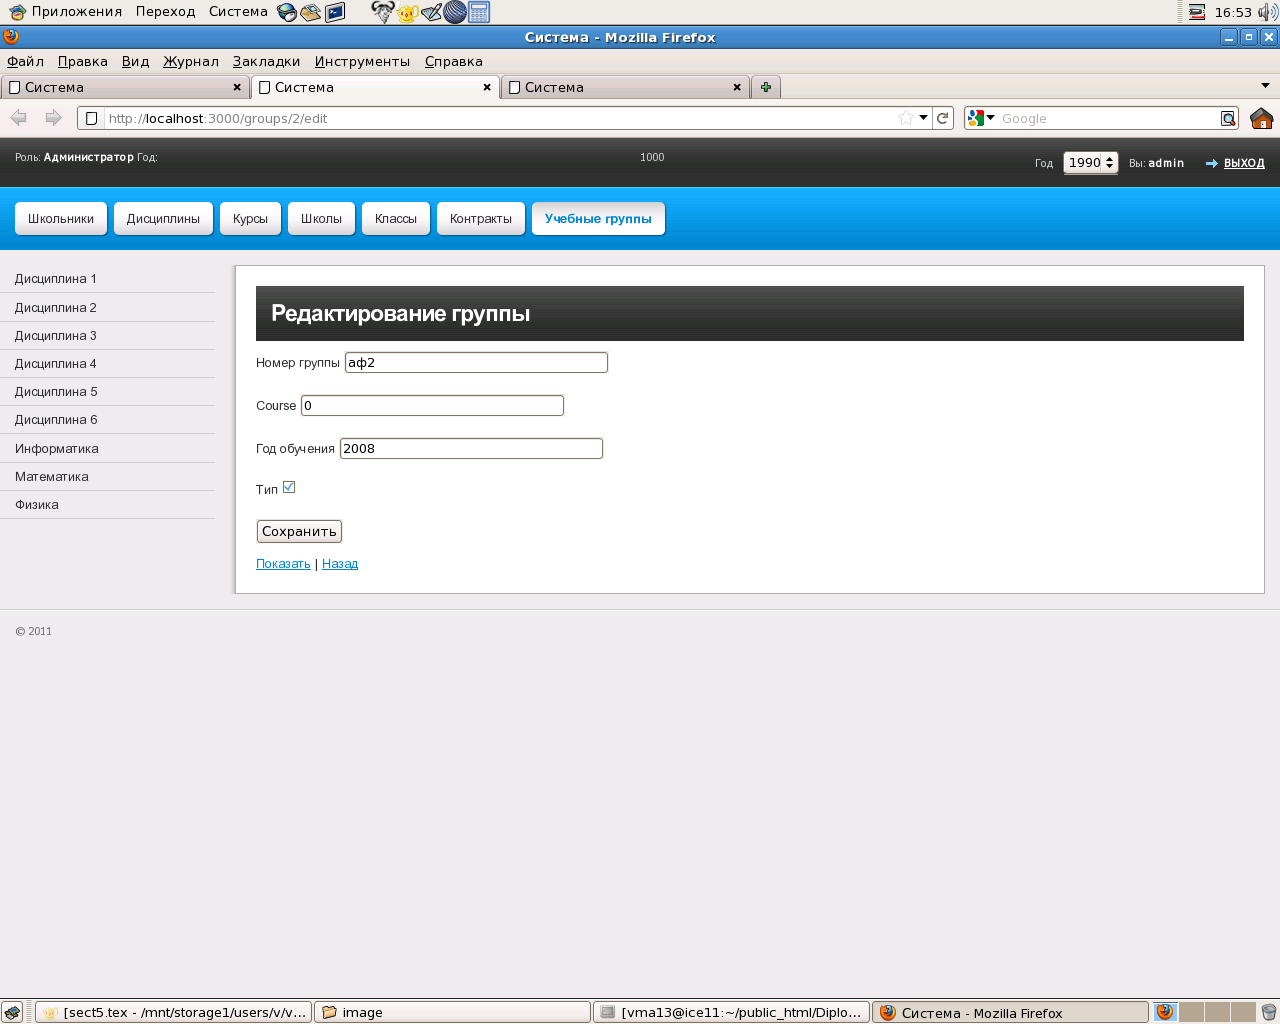 Приложения Переход Система 16:53
Система - Mozilla Firefox
Файл Правка Вид Журнал Закладки Инструменты Справка
Система Система Система
http://localhost:3000/groups/2/edit Google
Роль: Администратор Год: 1000 Год 1990 Вы: admin ВЫХОД
Школьники Дисциплины Курсы Школы Классы Контракты Учебные группы
Дисциплина 1
Дисциплина 2
Дисциплина 3
Дисциплина 4
Дисциплина 5
Дисциплина 6
Информатика
Математика
Физика
Редактирование группы
Номер группы аф2
Course 0
Год обучения 2008
Тип
Сохранить
Показать | Назад
© 2011
[sect5.tex - /mnt/storage1/users/v/v... image [vma13@ice11:~/public_html/Diplo... Система - Mozilla Firefox